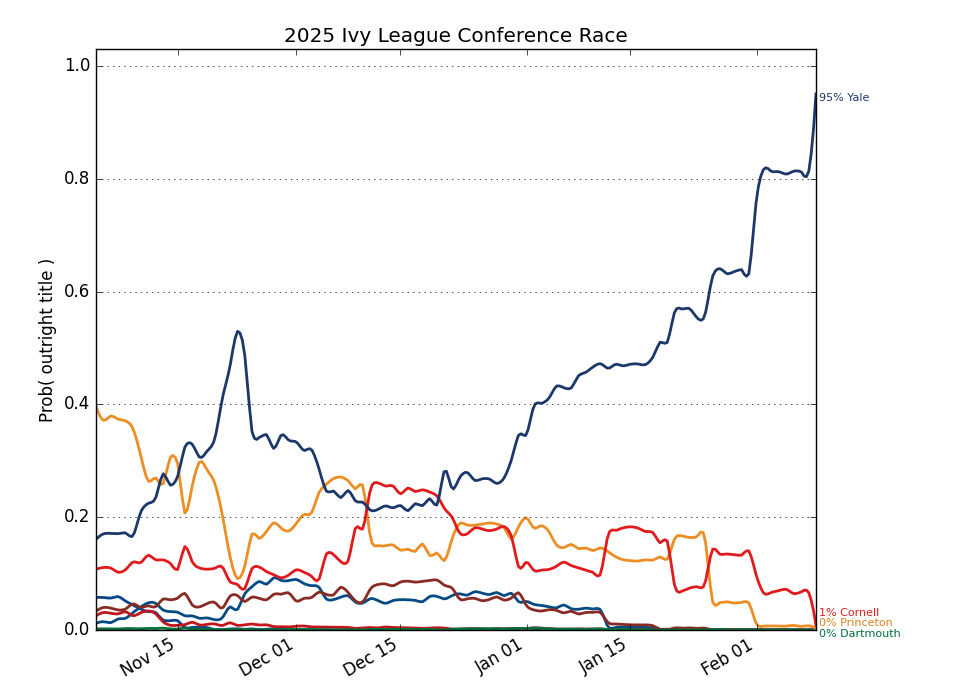 2025 Ivy League Conference Race
Prob( outright title )
1.0
0.8
0.6
0.4
0.2
0.0
Nov 15
Dec 01
Dec 15
Jan 01
Jan 15
Feb 01
95% Yale
1% Cornell
0% Princeton
0% Dartmouth